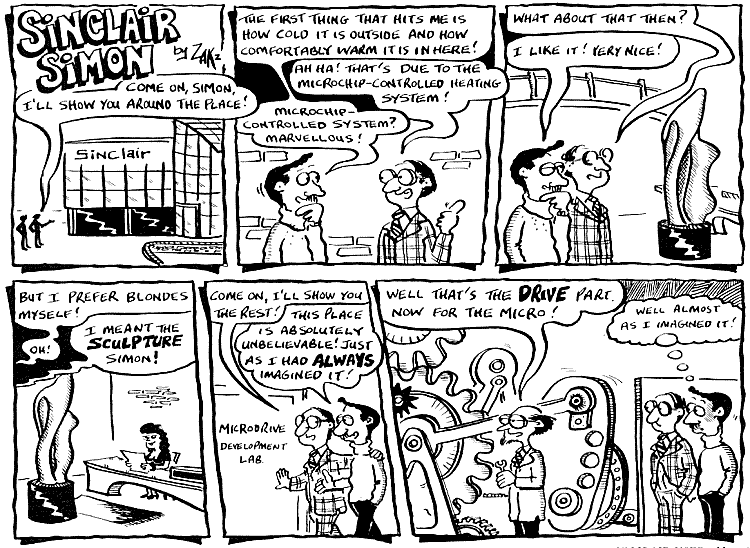 SINCLAIR
SIMON
by ZAK
COME ON, SIMON,
I'LL SHOW YOU AROUND THE PLACE!
Sinclair
THE FIRST THING THAT HITS ME IS
HOW COLD IT IS OUTSIDE AND HOW
COMFORTABLY WARM IT IS IN HERE!
AH HA! THAT'S DUE TO THE
MICROCHIP-CONTROLLED HEATING
SYSTEM!
MICROCHIP-
CONTROLLED SYSTEM?
MARVELLOUS!
WHAT ABOUT THAT THEN?
I LIKE IT! VERY NICE!
BUT I PREFER BLONDES
MYSELF!
OH!
I MEANT THE
SCULPTURE
SIMON!
COME ON, I'LL SHOW YOU
THE REST!
THIS PLACE
IS ABSOLUTELY
UNBELIEVABLE! JUST
AS I HAD ALWAYS
IMAGINED IT!
MICRODRIVE
DEVELOPMENT
LAB.
WELL THAT'S THE DRIVE PART.
NOW FOR THE MICRO!
WELL ALMOST
AS I IMAGINED IT!